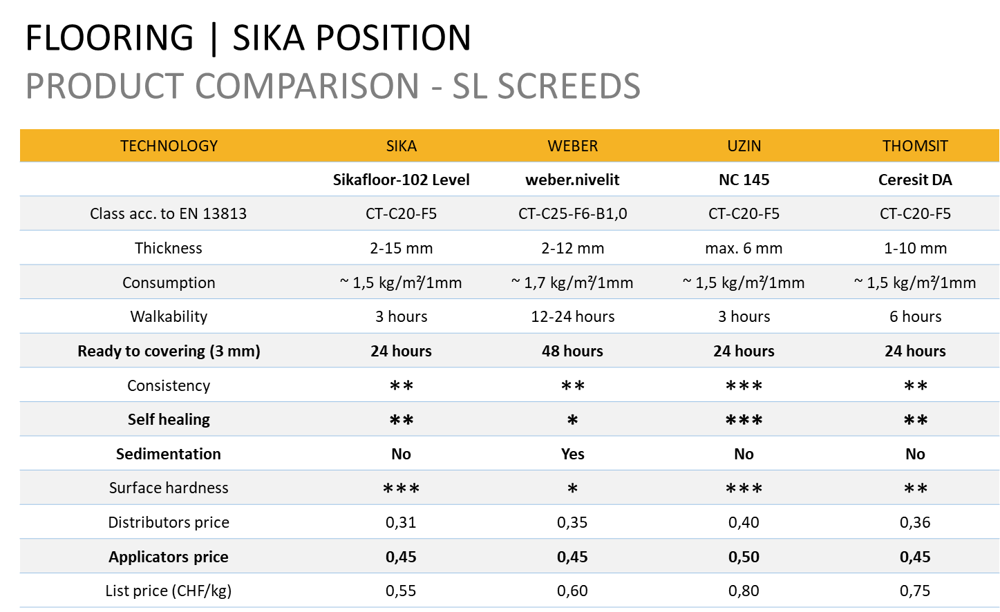 FLOORING | SIKA POSITION
PRODUCT COMPARISON - SL SCREEDS
TECHNOLOGY SIKA WEBER UZIN THOMSIT
Sikafloor-102 Level weber.nivelit NC 145 Ceresit DA
Class acc. to EN 13813 CT-C20-F5 CT-C25-F6-B1,0 CT-C20-F5 CT-C20-F5
Thickness 2-15 mm 2-12 mm max. 6 mm 1-10 mm
Consumption ~ 1,5 kg/m²/1mm ~ 1,7 kg/m²/1mm ~ 1,5 kg/m²/1mm ~ 1,5 kg/m²/1mm
Walkability 3 hours 12-24 hours 3 hours 6 hours
Ready to covering (3 mm) 24 hours 48 hours 24 hours 24 hours
Consistency ** ** *** **
Self healing ** * *** **
Sedimentation No Yes No No
Surface hardness *** * *** **
Distributors price 0,31 0,35 0,40 0,36
Applicators price 0,45 0,45 0,50 0,45
List price (CHF/kg) 0,55 0,60 0,80 0,75